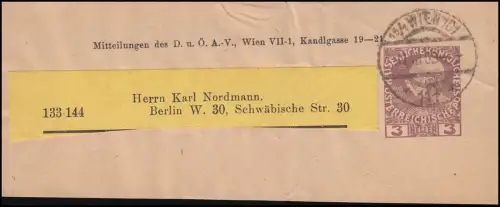 Mitteilungen des D. u. Ö. A.-V., Wien VII-1, Kandlgasse 19—21
WIEN
Herrn Karl Nordmann,
133 144 Berlin W. 30, Schwäbische Str. 30
3 3